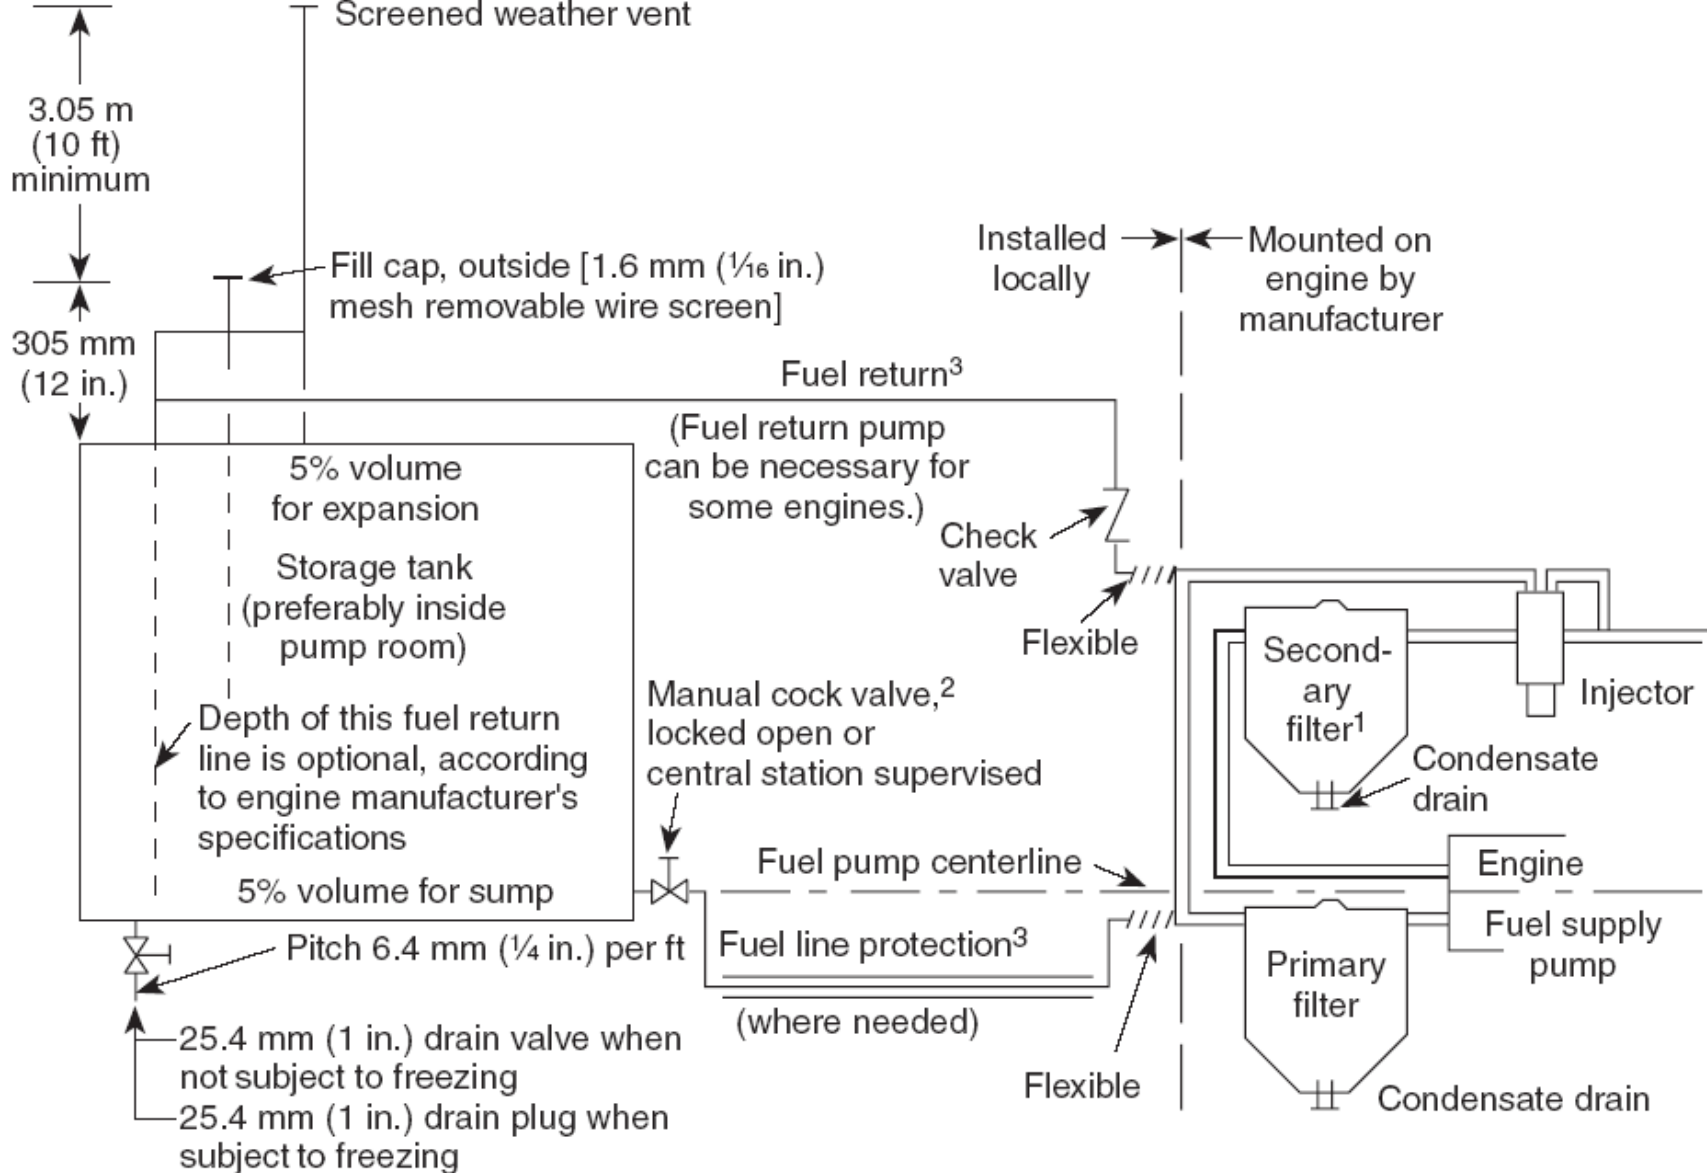 Screened weather vent
3.05 m
(10 ft)
minimum
Fill cap, outside [1.6 mm (1⁄16 in.)
mesh removable wire screen]
305 mm
(12 in.)
Installed
locally
Mounted on
engine by
manufacturer
Fuel return³
(Fuel return pump
can be necessary for
some engines.)
Check
valve
Flexible
5% volume
for expansion
Storage tank
(preferably inside
pump room)
Depth of this fuel return
line is optional, according
to engine manufacturer's
specifications
5% volume for sump
Manual cock valve,²
locked open or
central station supervised
Second-
ary
filter¹
Injector
Condensate
drain
Fuel pump centerline
Engine
Fuel supply
pump
Fuel line protection³
(where needed)
Primary
filter
Flexible
Condensate drain
Pitch 6.4 mm (¼ in.) per ft
25.4 mm (1 in.) drain valve when
not subject to freezing
25.4 mm (1 in.) drain plug when
subject to freezing